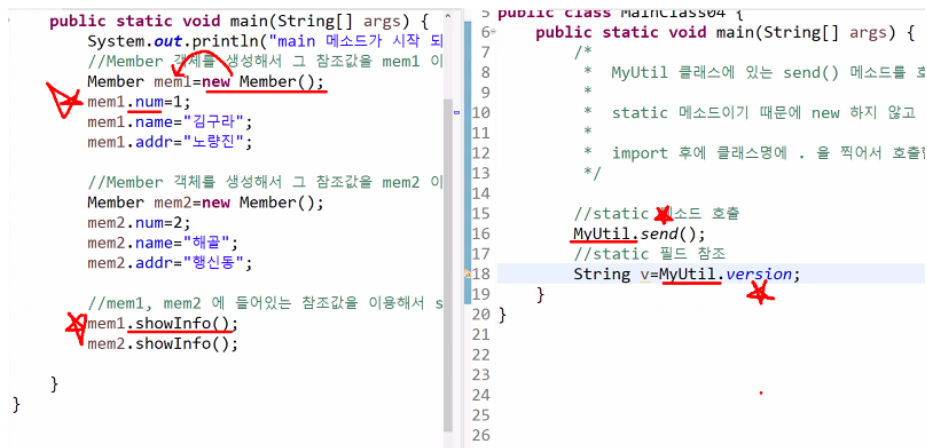 public static void main(String[] args) {
System.out.println("main 메소드가 시작 되
//Member 객체를 생성해서 그 참조값을 mem1 이
Member mem1=new Member();
mem1.num=1;
mem1.name="김구라";
mem1.addr="노량진";
//Member 객체를 생성해서 그 참조값을 mem2 이
Member mem2=new Member();
mem2.num=2;
mem2.name="해골";
mem2.addr="행신동";
//mem1, mem2 에 들어있는 참조값을 이용해서 s
mem1.showInfo();
mem2.showInfo();
}
}
5 public class MainClass04 {
6 public static void main(String[] args) {
7 /*
8 * MyUtil 클래스에 있는 send() 메소드를 호
9 *
10 * static 메소드이기 때문에 new 하지 않고
11 *
12 * import 후에 클래스명에 . 을 찍어서 호출
13 */
14
15 //static 메소드 호출
16 MyUtil.send();
17 //static 필드 참조
18 String v=MyUtil.version;
19 }
20 }
21
22
23
24
25
26